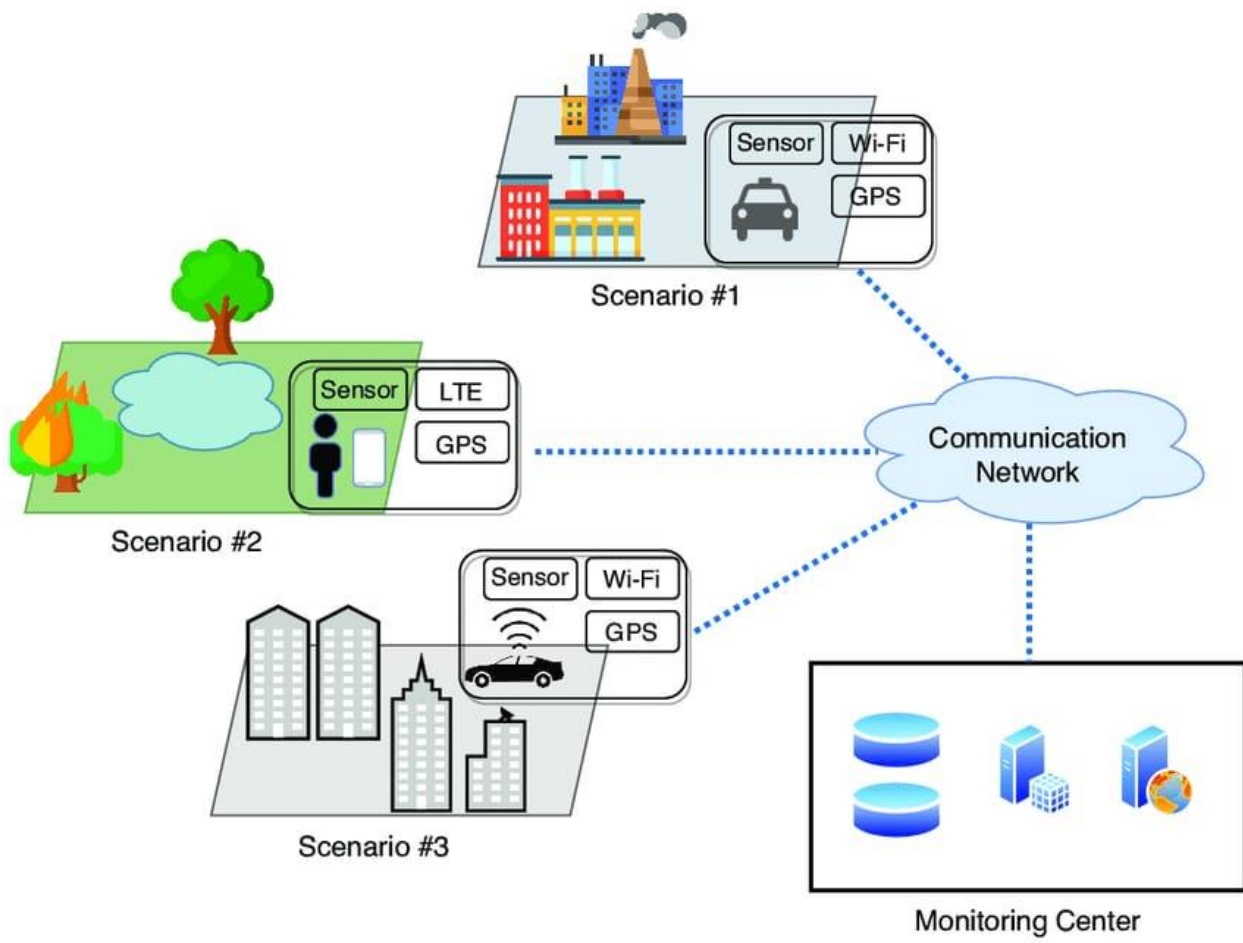 Sensor
Wi-Fi
GPS
Scenario #1
Sensor
LTE
GPS
Scenario #2
Communication
Network
Sensor
Wi-Fi
GPS
Scenario #3
Monitoring Center